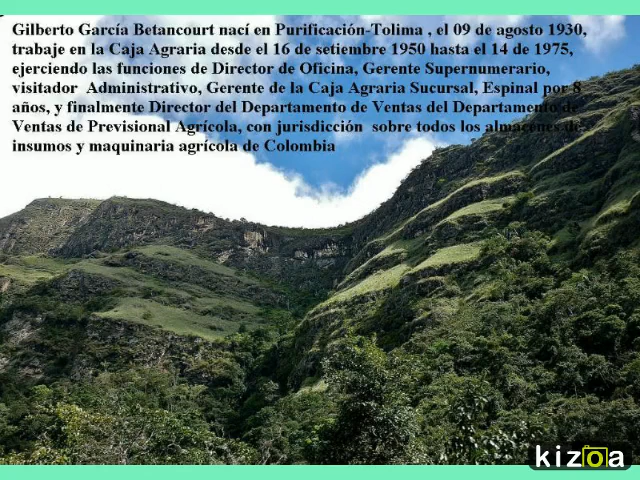 Gilberto García Betancourt nací en Purificación-Tolima , el 09 de agosto 1930,
trabaje en la Caja Agraria desde el 16 de setiembre 1950 hasta el 14 de 1975,
ejerciendo las funciones de Director de Oficina, Gerente Supernumerario,
visitador Administrativo, Gerente de la Caja Agraria Sucursal, Espinal por 8
años, y finalmente Director del Departamento de Ventas del Departamento de
Ventas de Previsional Agrícola, con jurisdicción sobre todos los almacenes de
insumos y maquinaria agrícola de Colombia
kizoa